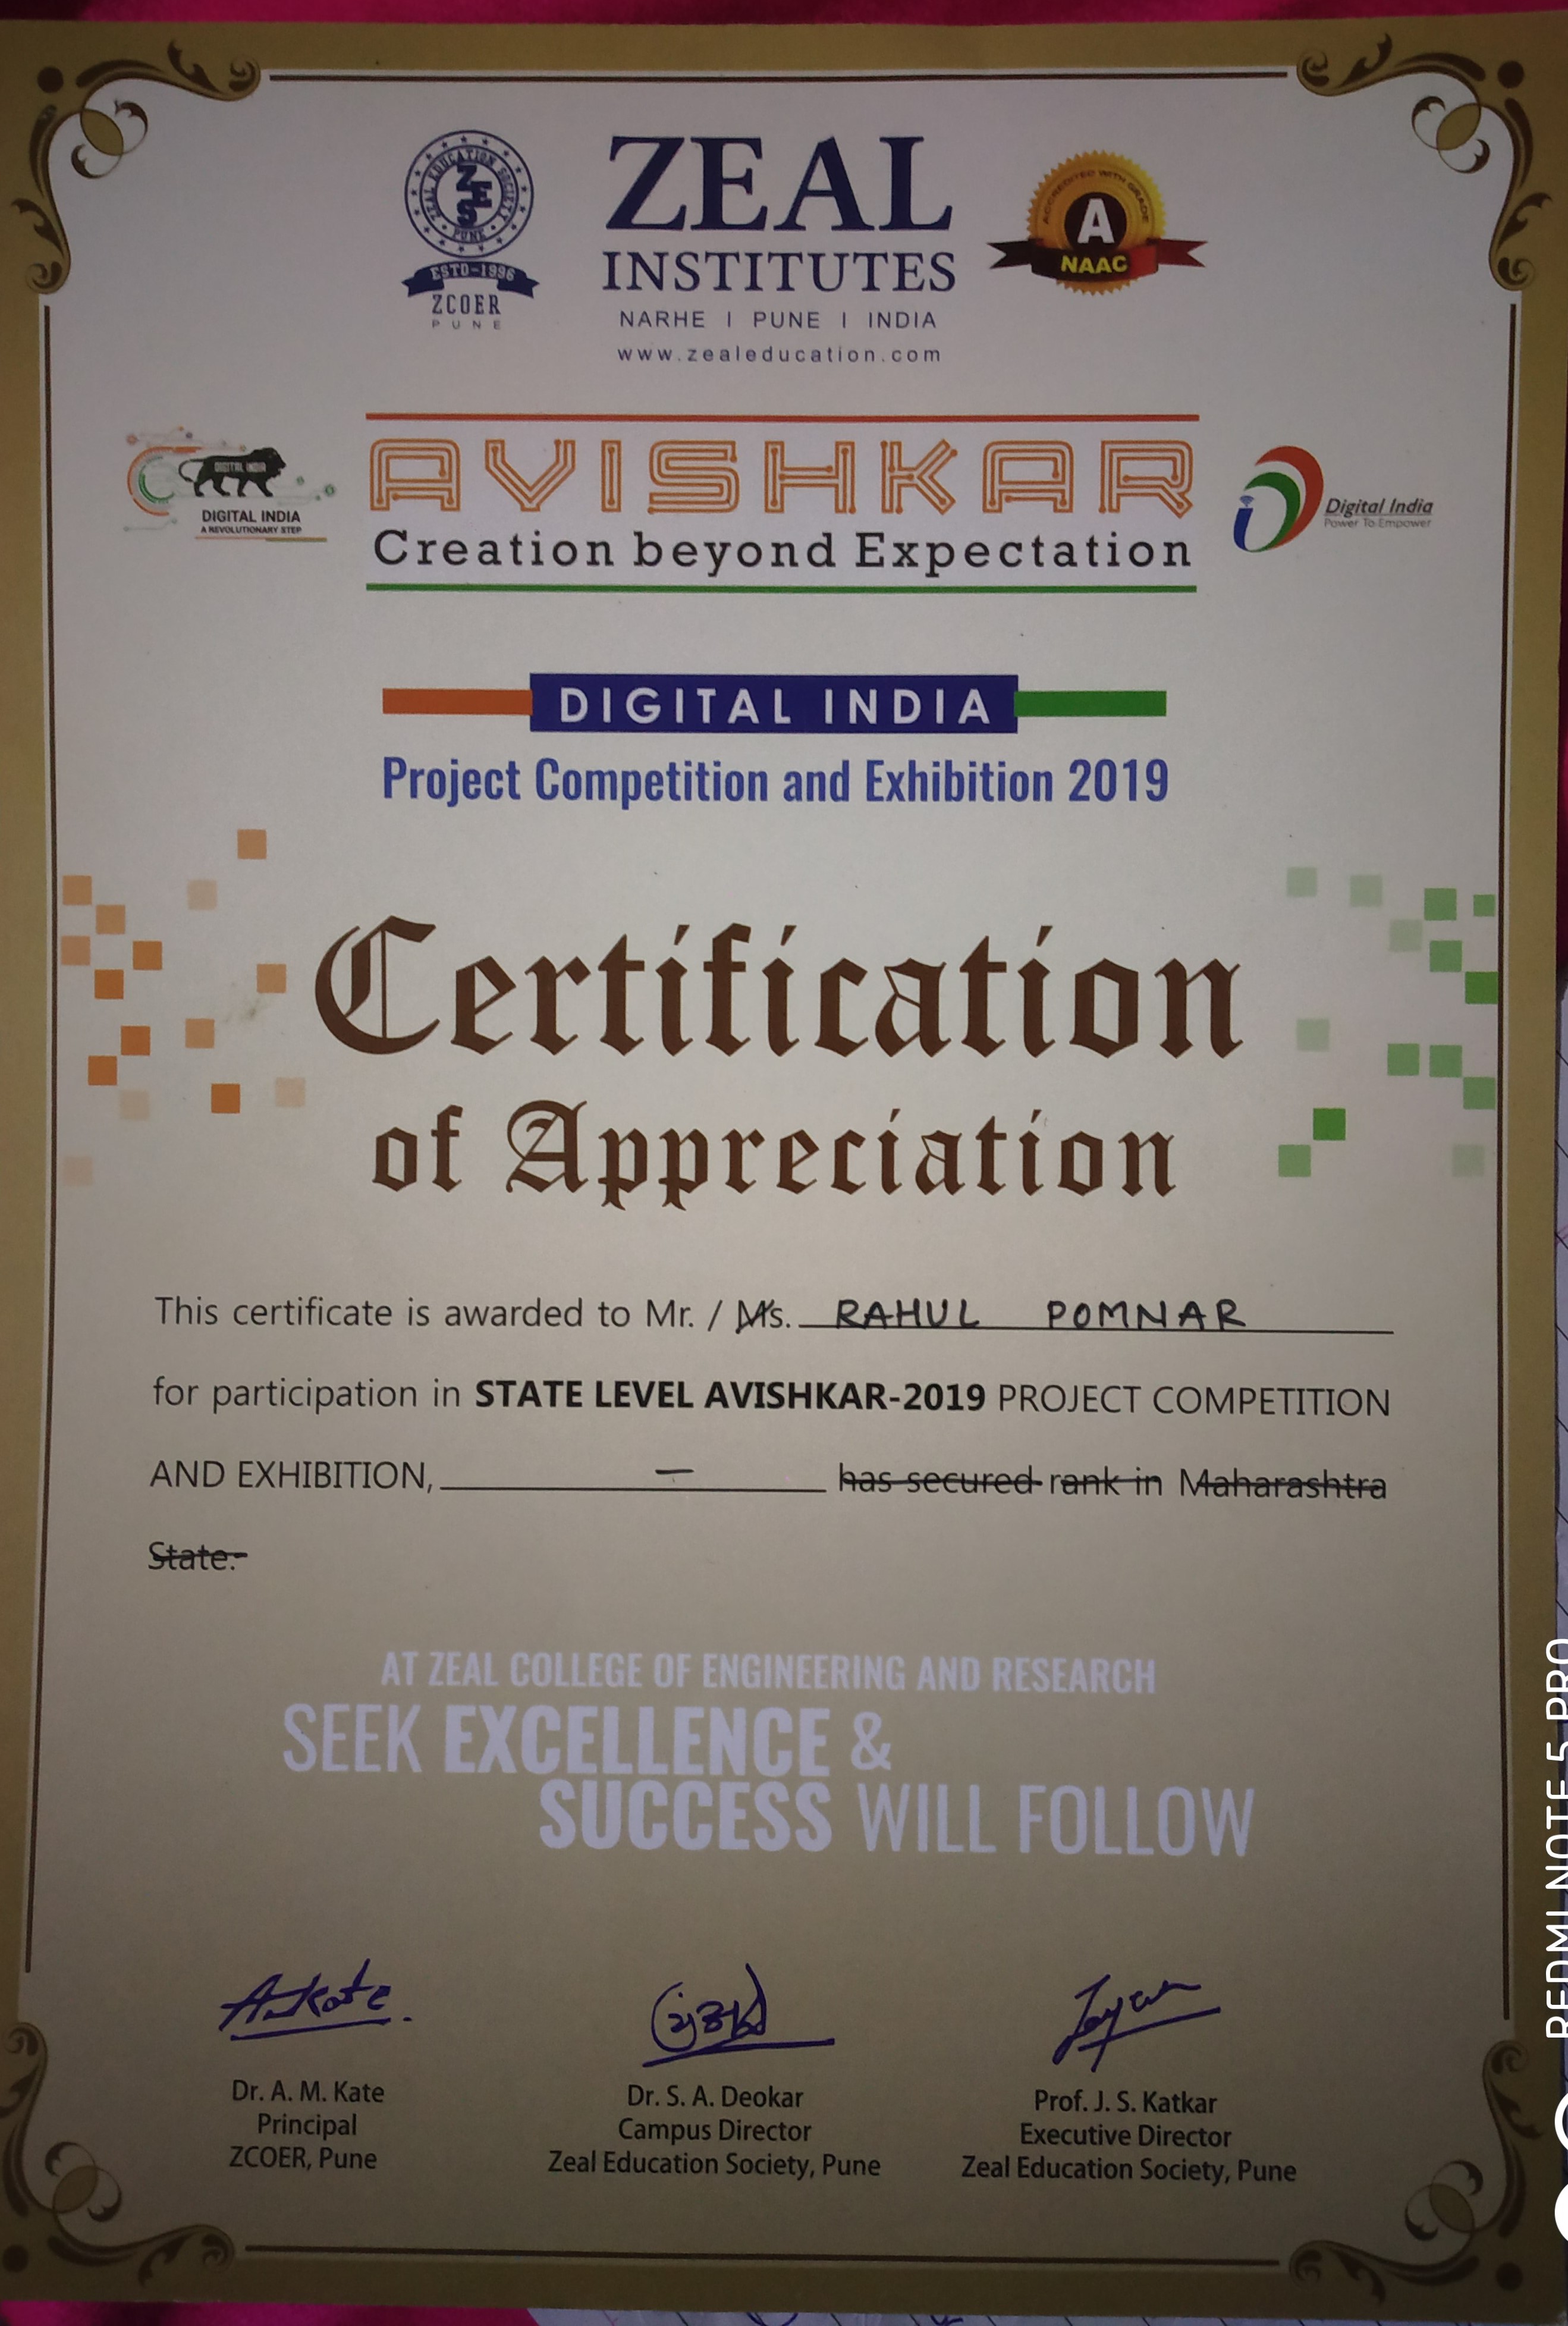 ZEAL EDUCATION SOCIETY
ZES
PUNE
ESTD-1996
ZCOER
PUNE
ZEAL
INSTITUTES
NARHE | PUNE | INDIA
www.zealeducation.com
ACCREDITED WITH GRADE
A
NAAC
DIGITAL INDIA
DIGITAL INDIA
A REVOLUTIONARY STEP
AVISHKAR
Creation beyond Expectation
Digital India
Power To Empower
DIGITAL INDIA
Project Competition and Exhibition 2019
Certification
of Appreciation
This certificate is awarded to Mr. / Ms. RAHUL POMNAR
for participation in STATE LEVEL AVISHKAR-2019 PROJECT COMPETITION
AND EXHIBITION, — has secured rank in Maharashtra
State.
AT ZEAL COLLEGE OF ENGINEERING AND RESEARCH
SEEK EXCELLENCE &
SUCCESS WILL FOLLOW
Dr. A. M. Kate
Principal
ZCOER, Pune
Dr. S. A. Deokar
Campus Director
Zeal Education Society, Pune
Prof. J. S. Katkar
Executive Director
Zeal Education Society, Pune
REDMI NOTE 5 PRO